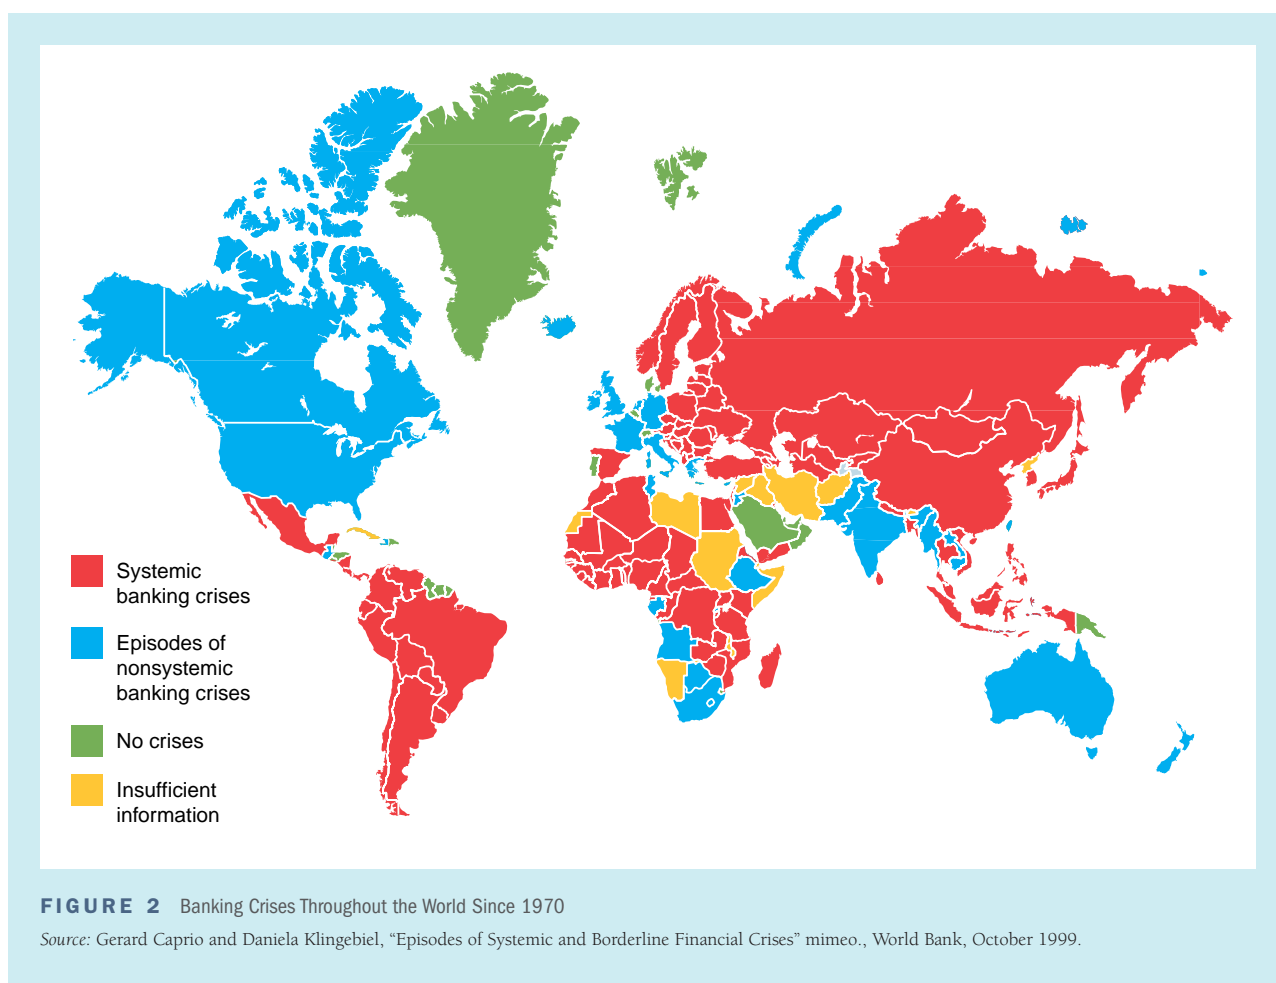 Systemic
banking crises
Episodes of
nonsystemic
banking crises
No crises
Insufficient
information
FIGURE 2 Banking Crises Throughout the World Since 1970
Source: Gerard Caprio and Daniela Klingebiel, “Episodes of Systemic and Borderline Financial Crises” mimeo., World Bank, October 1999.